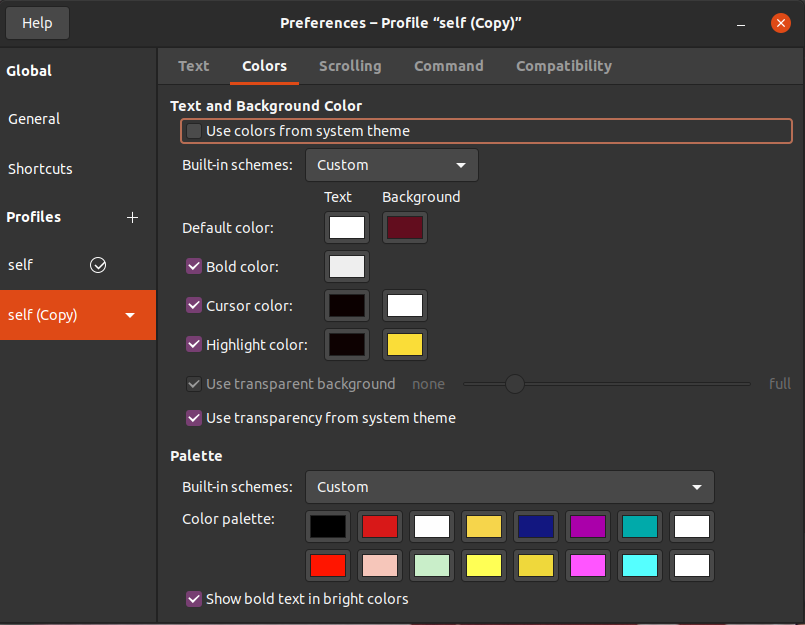 Help
Preferences – Profile “self (Copy)”
Global
General
Shortcuts
Profiles
self
self (Copy)
Text Colors Scrolling Command Compatibility
Text and Background Color
Use colors from system theme
Built-in schemes: Custom
Text Background
Default color:
Bold color:
Cursor color:
Highlight color:
Use transparent background none full
Use transparency from system theme
Palette
Built-in schemes: Custom
Color palette:
Show bold text in bright colors